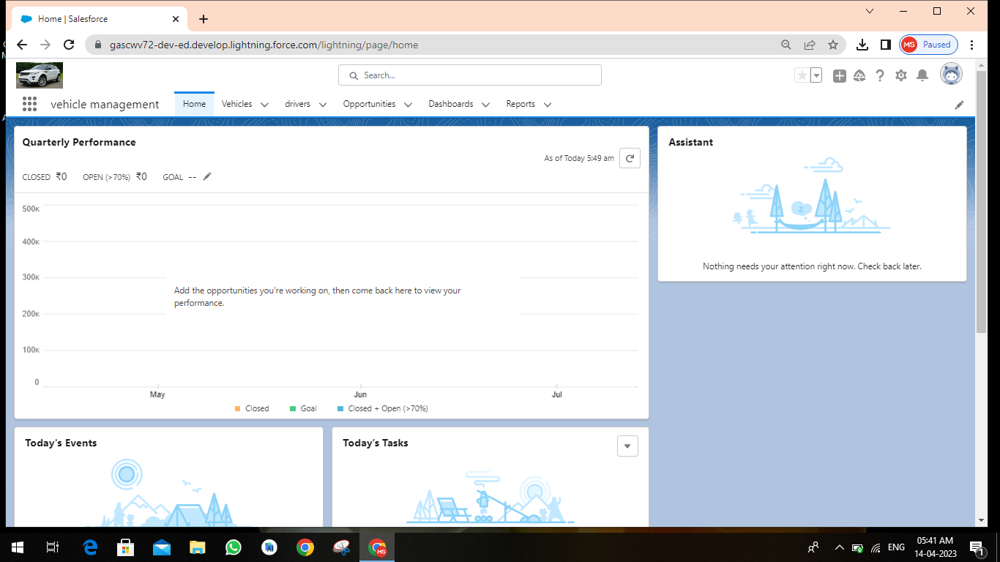 Home | Salesforce
gascwv72-dev-ed.develop.lightning.force.com/lightning/page/home
MS Paused
Search...
vehicle management Home Vehicles drivers Opportunities Dashboards Reports
Quarterly Performance
As of Today 5:49 am
CLOSED ₹0 OPEN (>70%) ₹0 GOAL --
500K
400K
300K
200K
100K
0
Add the opportunities you're working on, then come back here to view your
performance.
May Jun Jul
Closed Goal Closed + Open (>70%)
Assistant
z
Nothing needs your attention right now. Check back later.
Today's Events
Today’s Tasks
MS
ENG
05:41 AM
14-04-2023
1